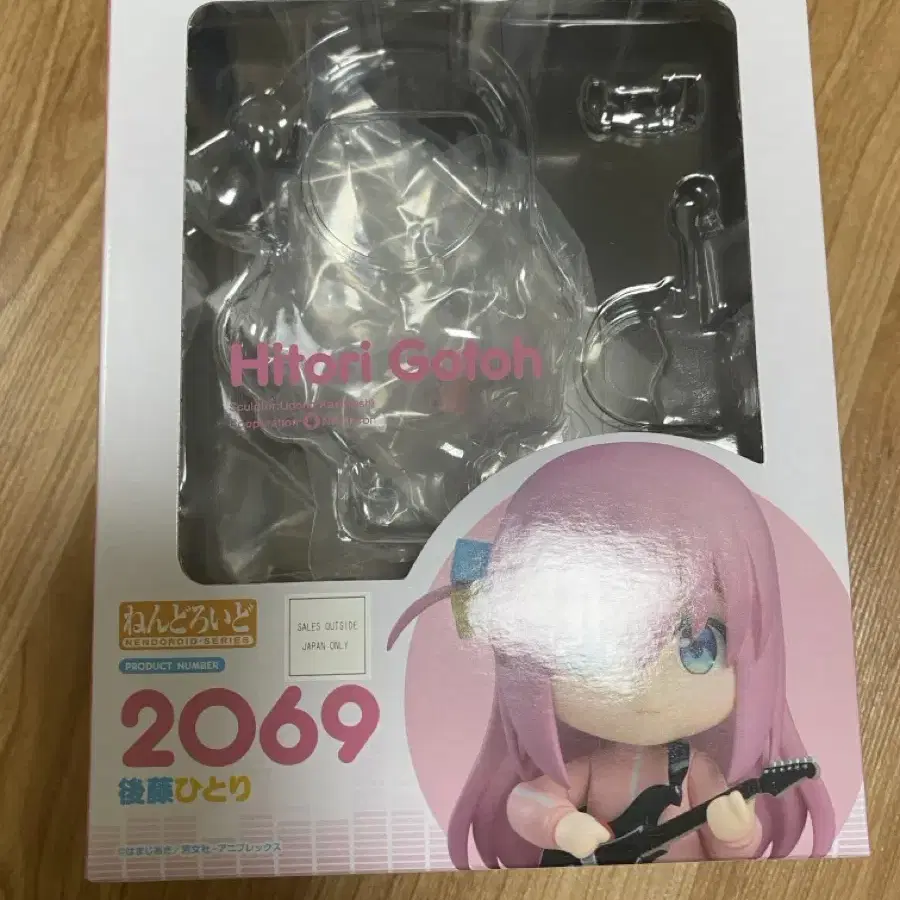 Hitori Gotoh
Cooperation
ねんどろいど
NENDOROID SERIES
SALES OUTSIDE
JAPAN ONLY
PRODUCT NUMBER
2069
後藤ひとり
©はまじあき/芳文社・アニプレックス